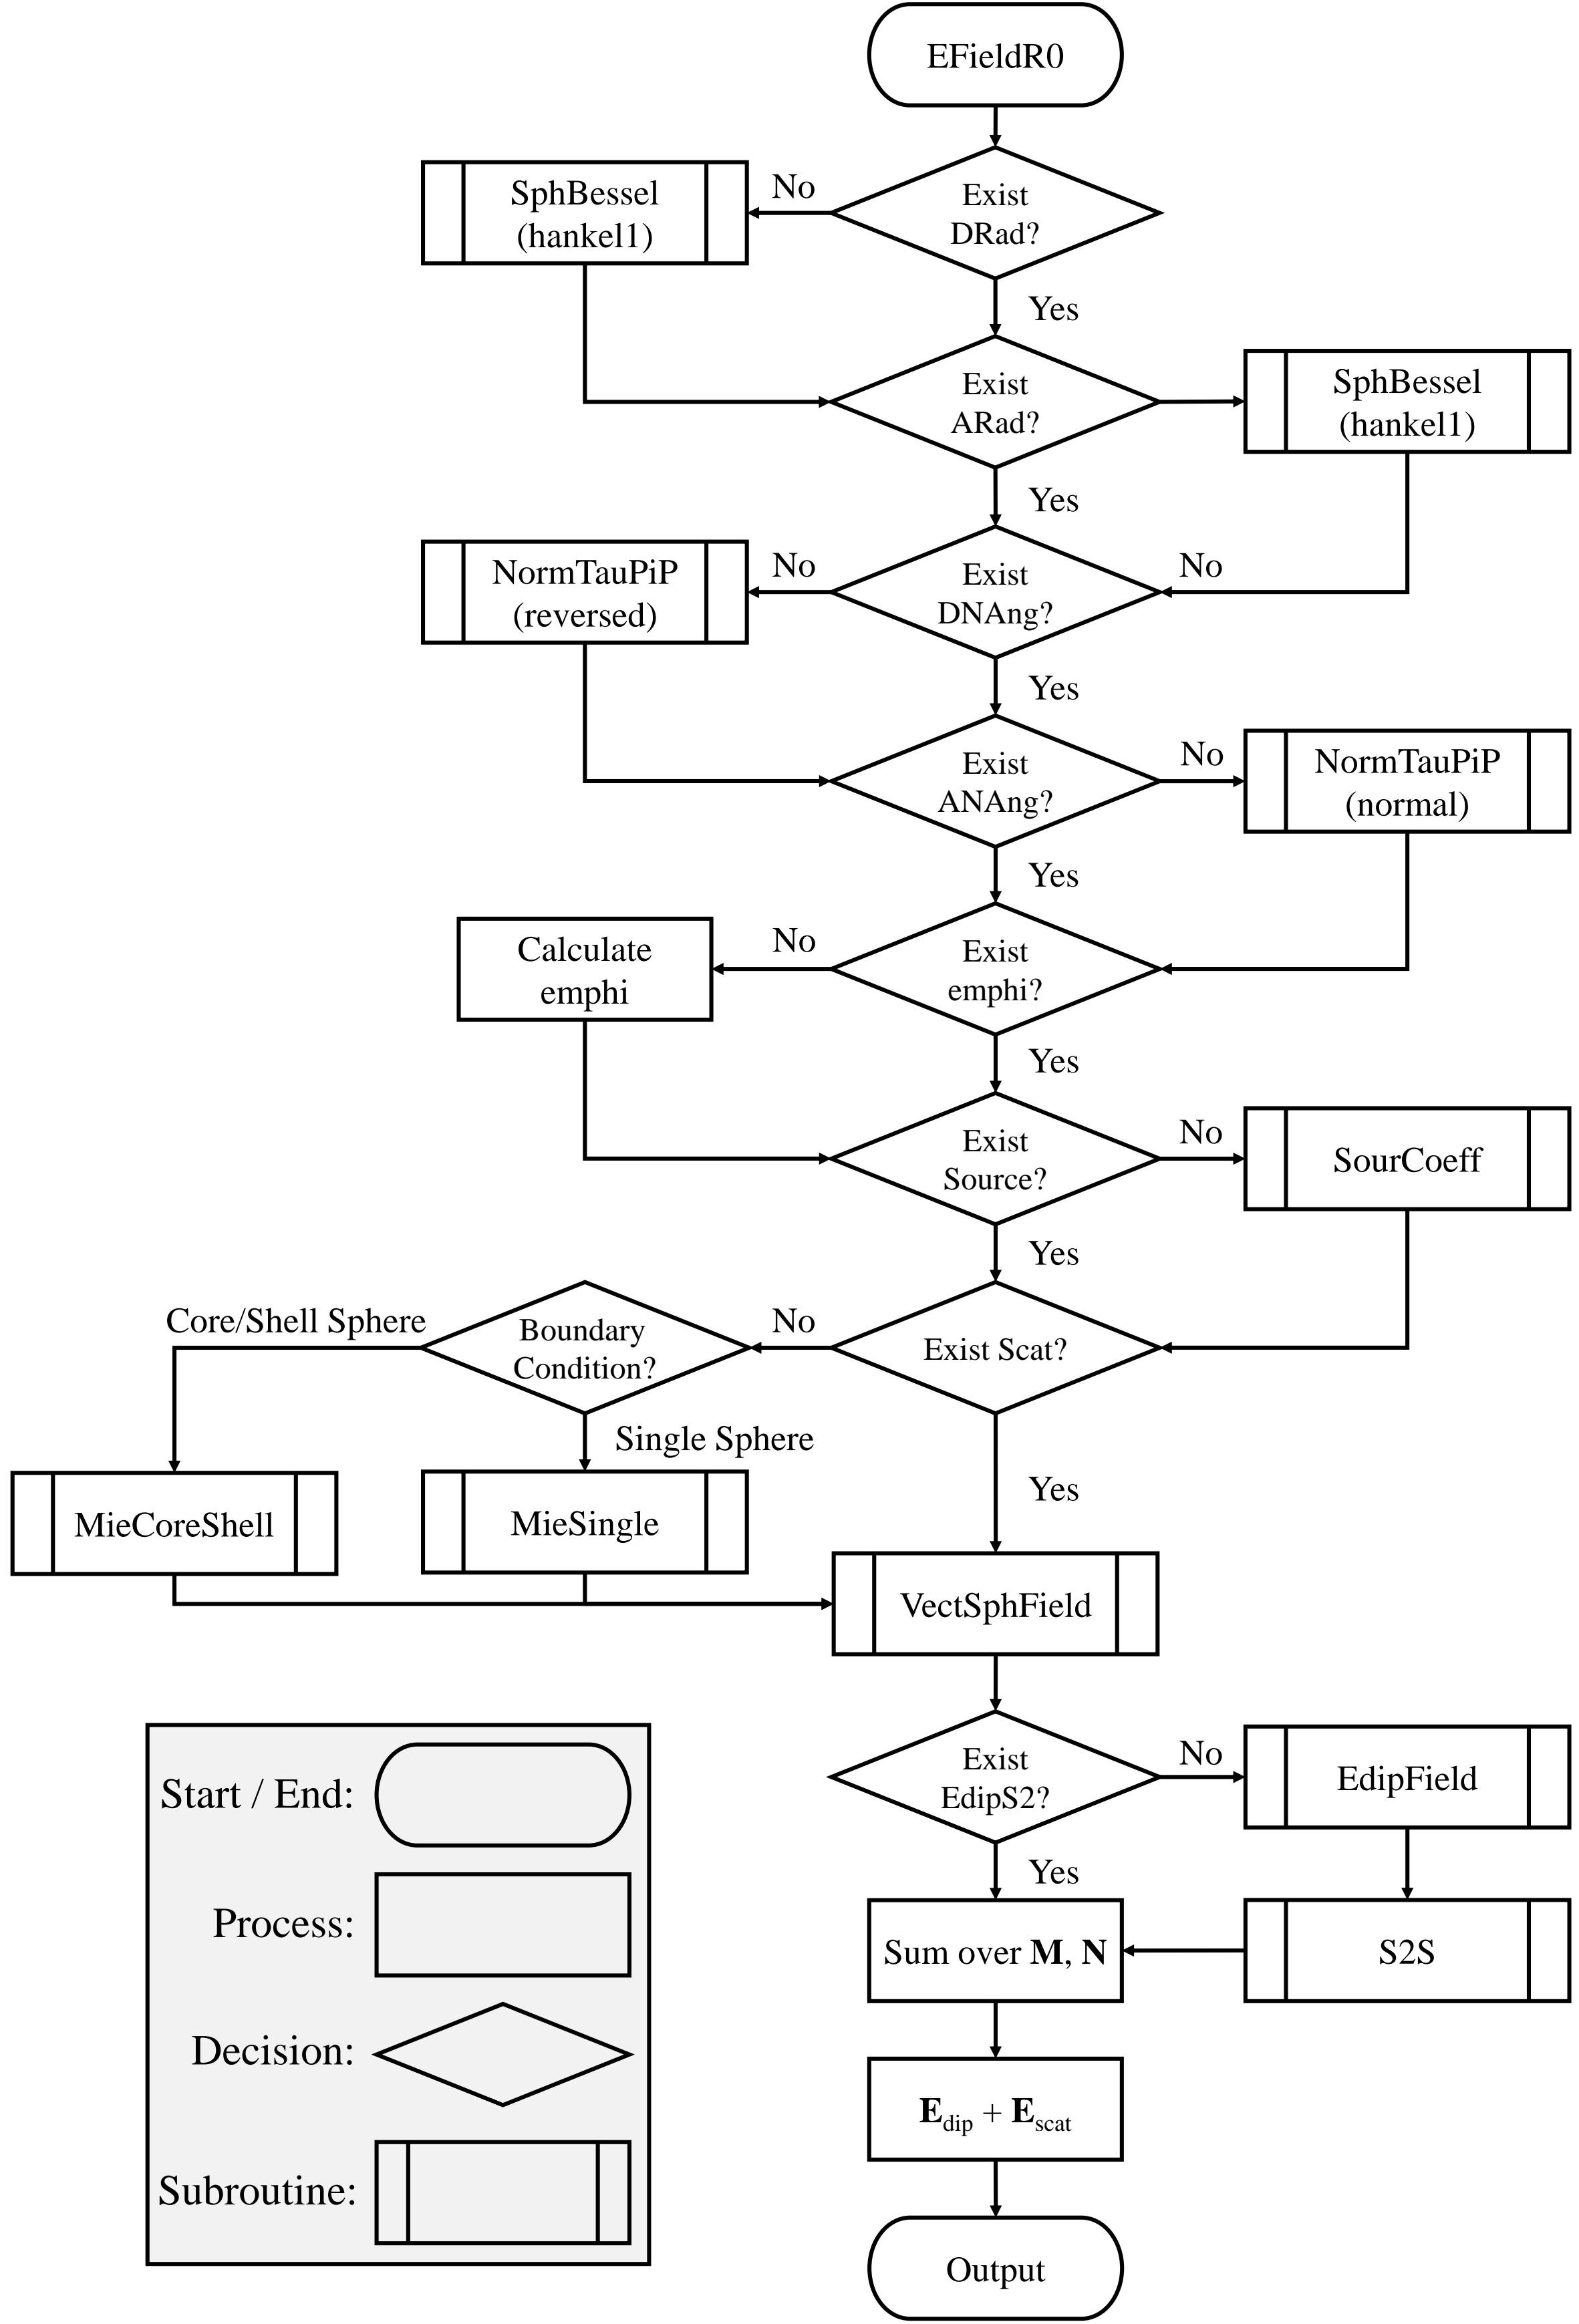 EFieldR0
SphBessel
(hankel1)
No
Exist
DRad?
Yes
Exist
ARad?
SphBessel
(hankel1)
Yes
NormTauPiP
(reversed)
No
Exist
DNAng?
No
Yes
Exist
ANAng?
No
NormTauPiP
(normal)
Yes
Calculate
emphi
No
Exist
emphi?
Yes
Exist
Source?
No
SourCoeff
Yes
Core/Shell Sphere
Boundary
Condition?
No
Exist Scat?
Single Sphere
Yes
MieCoreShell
MieSingle
VectSphField
Exist
EdipS2?
No
EdipField
Yes
Sum over M, N
S2S
E_dip + E_scat
Output
Start / End:
Process:
Decision:
Subroutine: